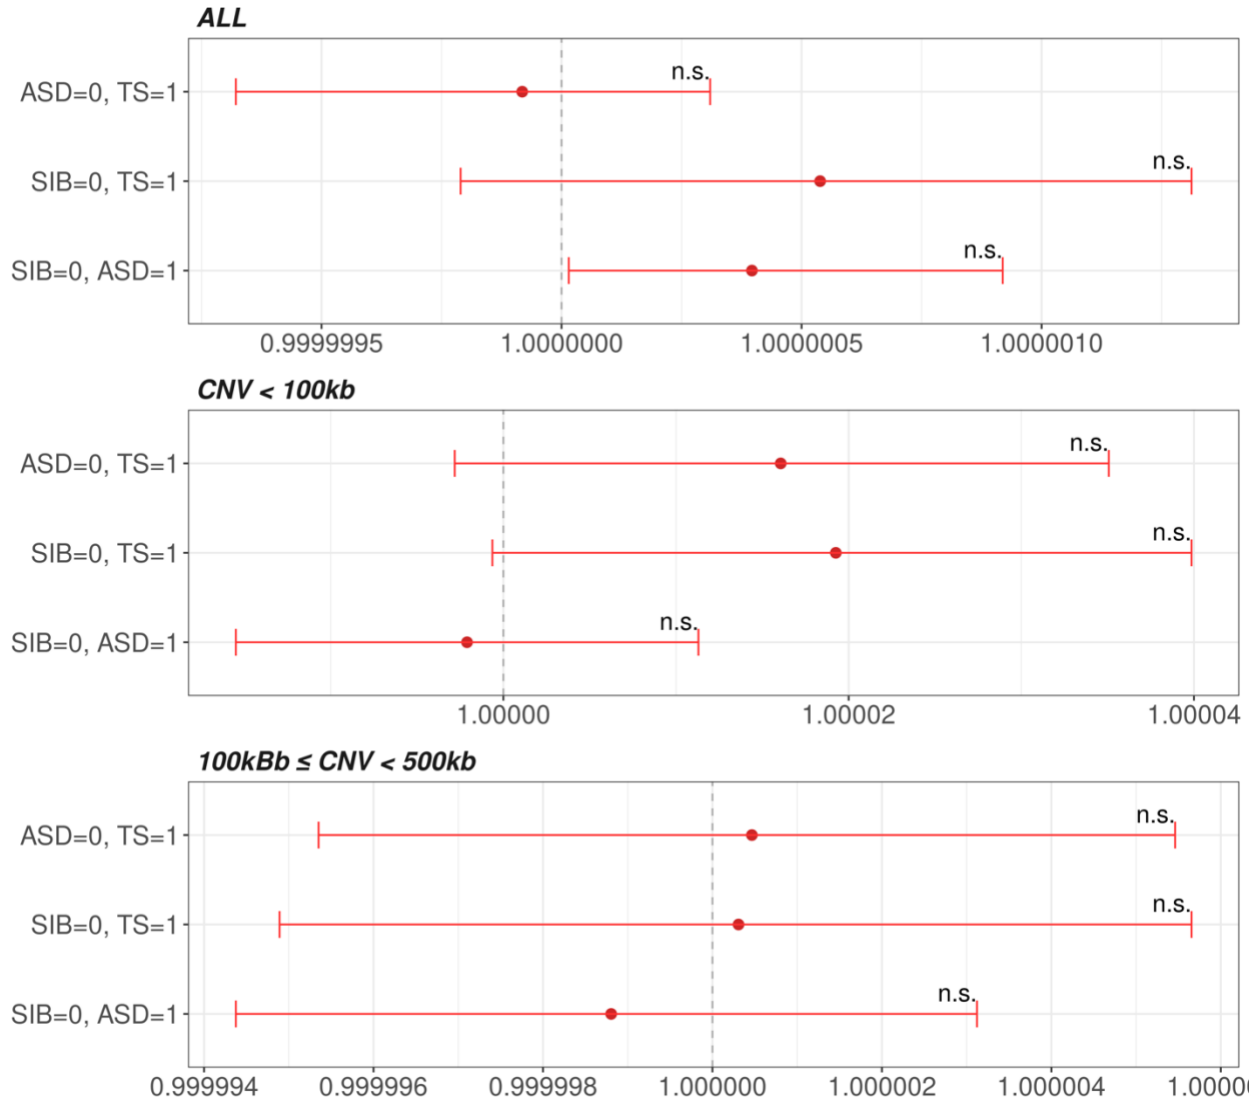 ALL
ASD=0, TS=1
n.s.
SIB=0, TS=1
n.s.
SIB=0, ASD=1
n.s.
0.9999995 1.0000000 1.0000005 1.0000010
CNV < 100kb
ASD=0, TS=1
n.s.
SIB=0, TS=1
n.s.
SIB=0, ASD=1
n.s.
1.00000 1.00002 1.00004
100kBb ≤ CNV < 500kb
ASD=0, TS=1
n.s.
SIB=0, TS=1
n.s.
SIB=0, ASD=1
n.s.
0.999994 0.999996 0.999998 1.000000 1.000002 1.000004